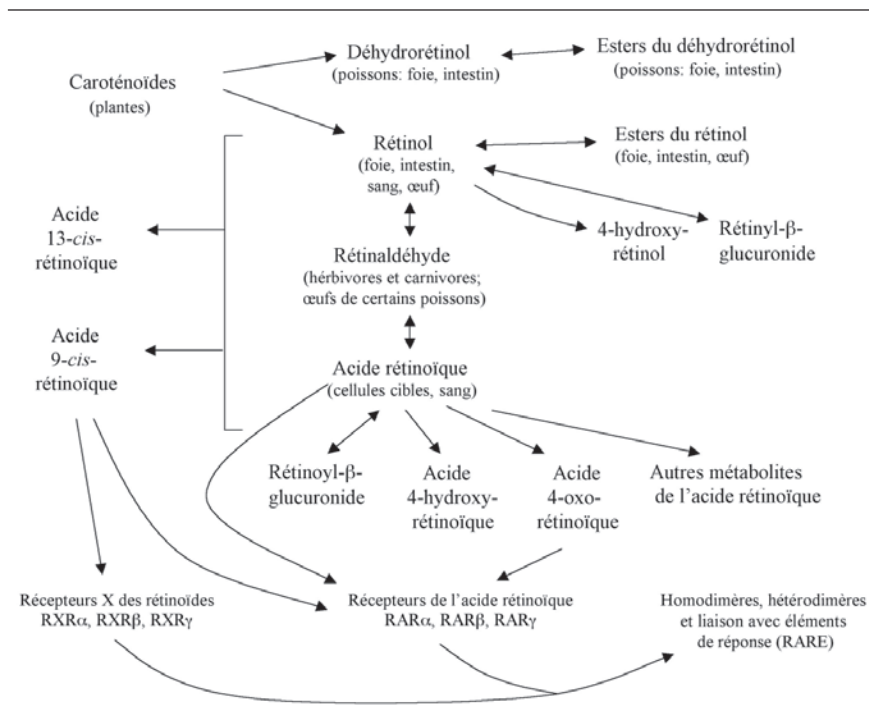 Déhydrorétinol
(poissons: foie, intestin)
Esters du déhydrorétinol
(poissons: foie, intestin)
Caroténoïdes
(plantes)
Rétinol
(foie, intestin,
sang, œuf)
Esters du rétinol
(foie, intestin, œuf)
4-hydroxy-
rétinol
Rétinyl-β-
glucuronide
Acide
13-cis-
rétinoïque
Rétinaldéhyde
(hérbivores et carnivores;
œufs de certains poissons)
Acide
9-cis-
rétinoïque
Acide rétinoïque
(cellules cibles, sang)
Rétinoyl-β-
glucuronide
Acide
4-hydroxy-
rétinoïque
Acide
4-oxo-
rétinoïque
Autres métabolites
de l'acide rétinoïque
Récepteurs X des rétinoïdes
RXRα, RXRβ, RXRγ
Récepteurs de l'acide rétinoïque
RARα, RARβ, RARγ
Homodimères, hétérodimères
et liaison avec éléments
de réponse (RARE)